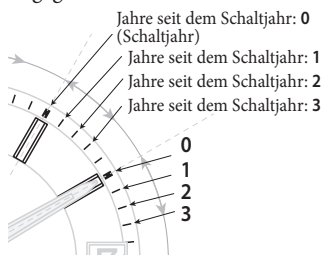 Jahre seit dem Schaltjahr: 0
(Schaltjahr)
Jahre seit dem Schaltjahr: 1
Jahre seit dem Schaltjahr: 2
Jahre seit dem Schaltjahr: 3
0
1
2
3